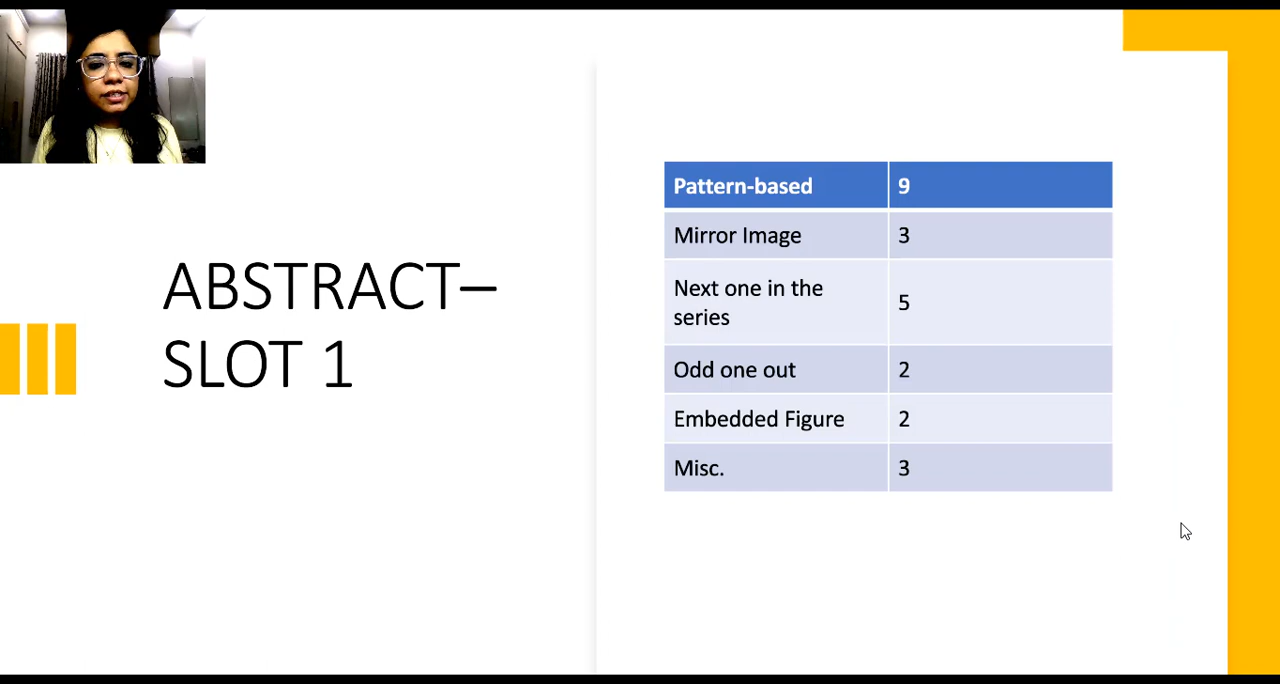 ABSTRACT–
SLOT 1
Pattern-based 9
Mirror Image 3
Next one in the
series 5
Odd one out 2
Embedded Figure 2
Misc. 3